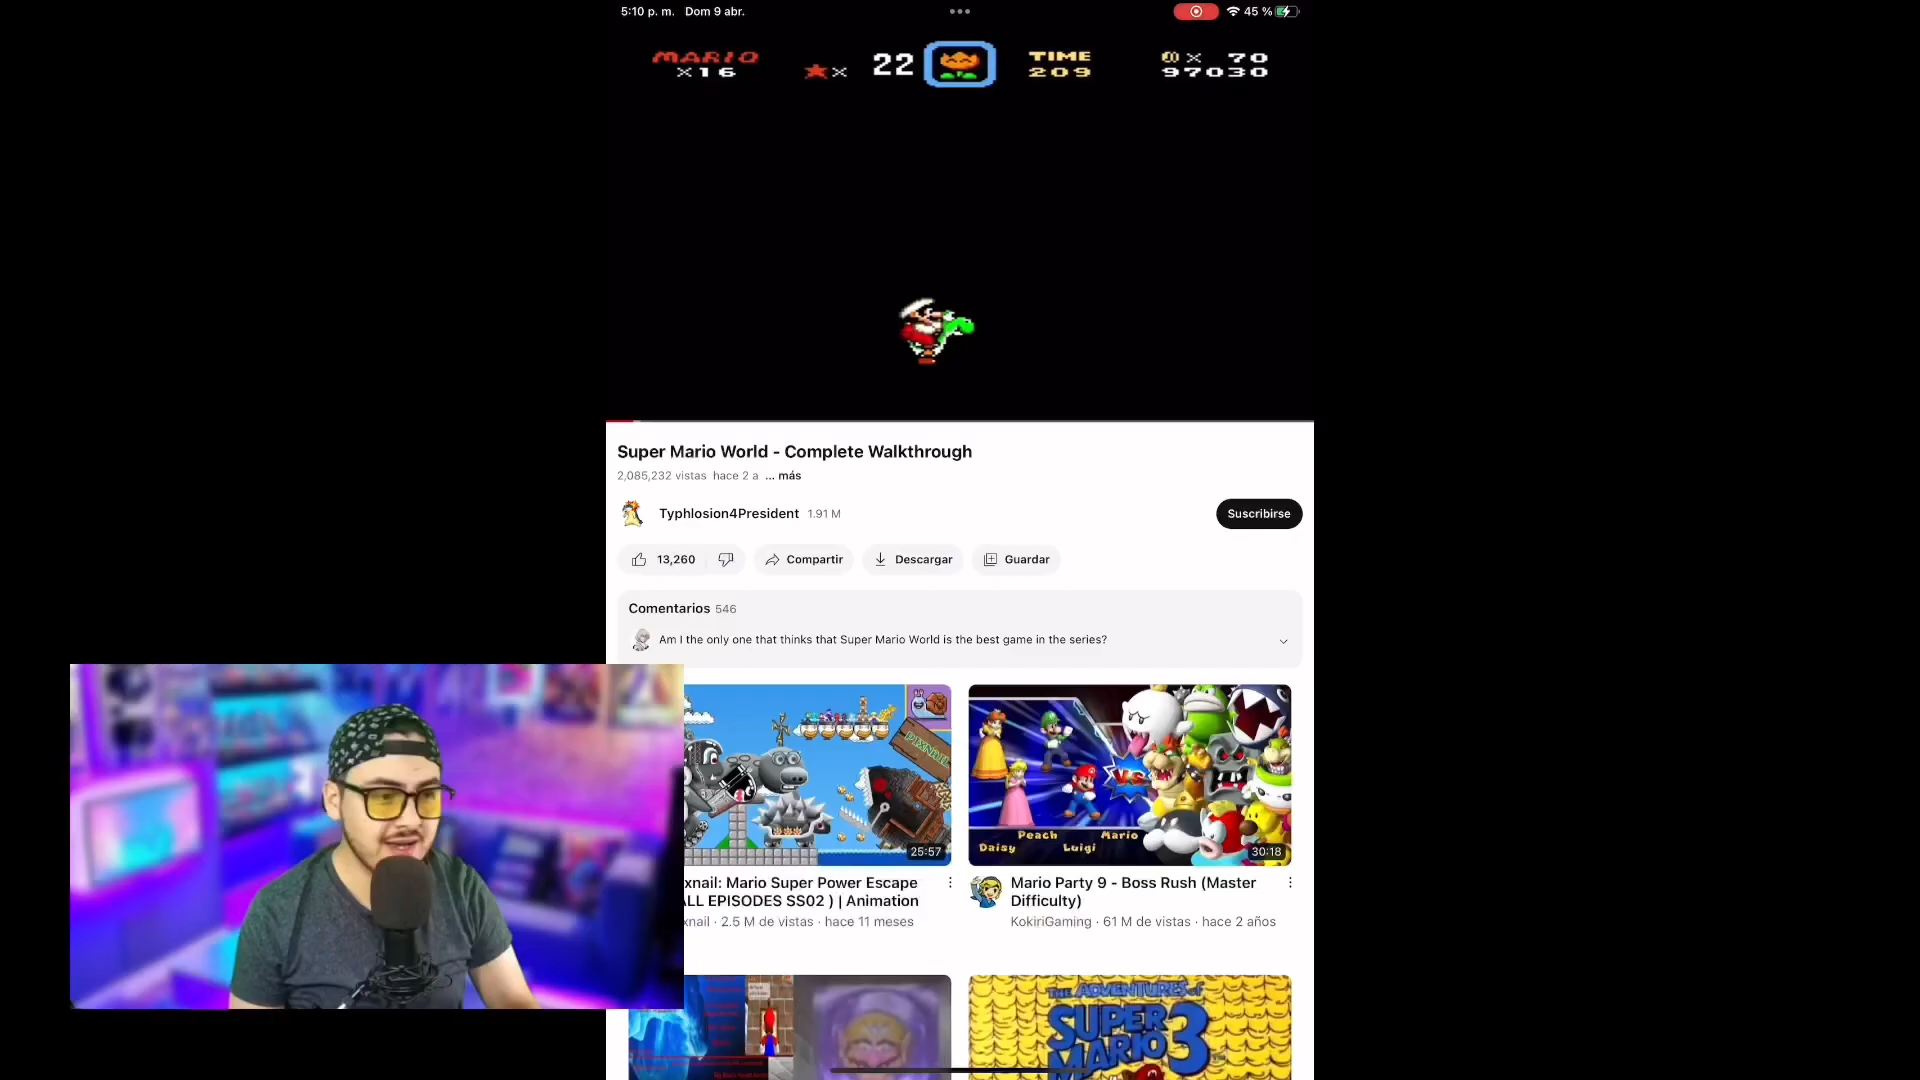 5:10 p. m. Dom 9 abr.
45 %
MARIO
×16
★× 22
TIME
209
× 70
97030
Super Mario World - Complete Walkthrough
2,085,232 vistas hace 2 a ... más
Typhlosion4President 1.91 M
Suscribirse
13,260
Compartir
Descargar
Guardar
Comentarios 546
Am I the only one that thinks that Super Mario World is the best game in the series?
PIXNAIL
25:57
VS
Peach Mario
Daisy Luigi
30:18
xnail: Mario Super Power Escape
LL EPISODES SS02 ) | Animation
xnail · 2.5 M de vistas · hace 11 meses
Mario Party 9 - Boss Rush (Master
Difficulty)
KokiriGaming · 61 M de vistas · hace 2 años
THE ADVENTURES of
SUPER
MARIO 3